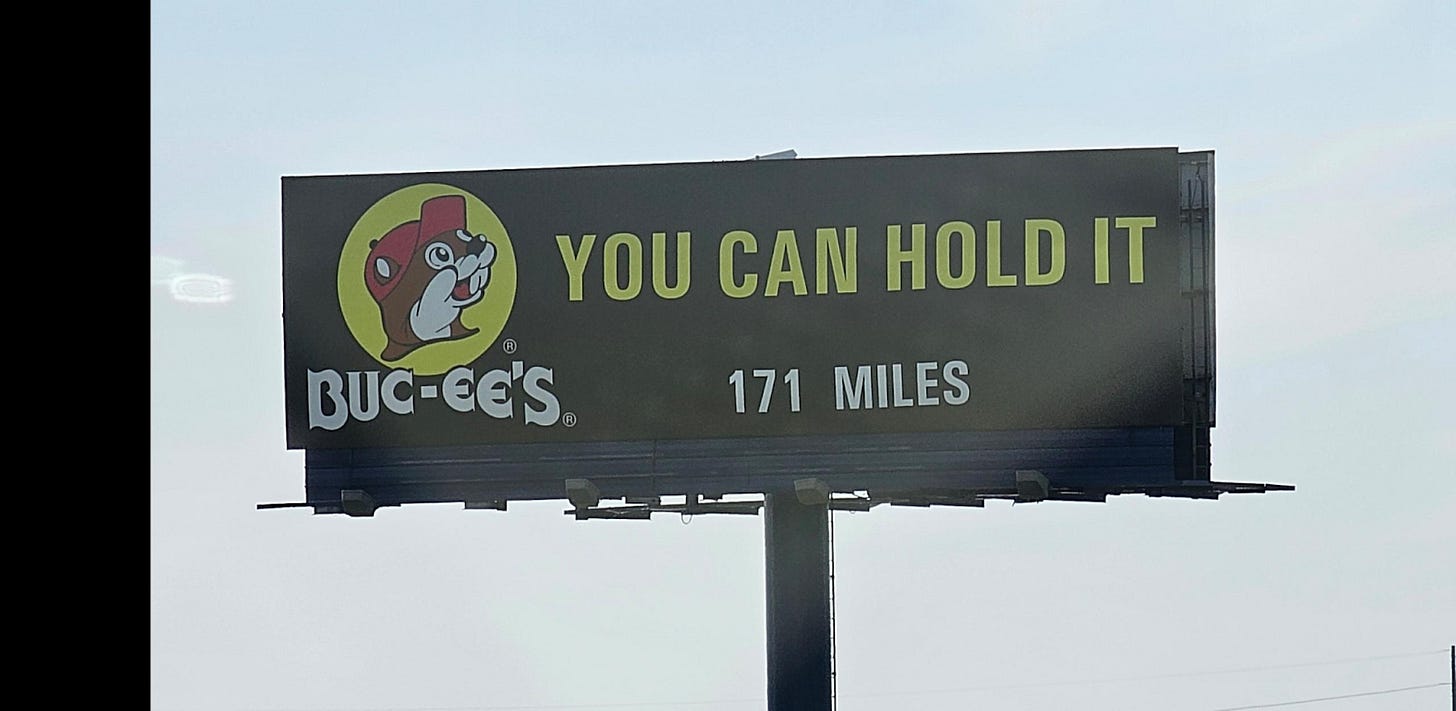 YOU CAN HOLD IT
BUC-EE'S®
171 MILES